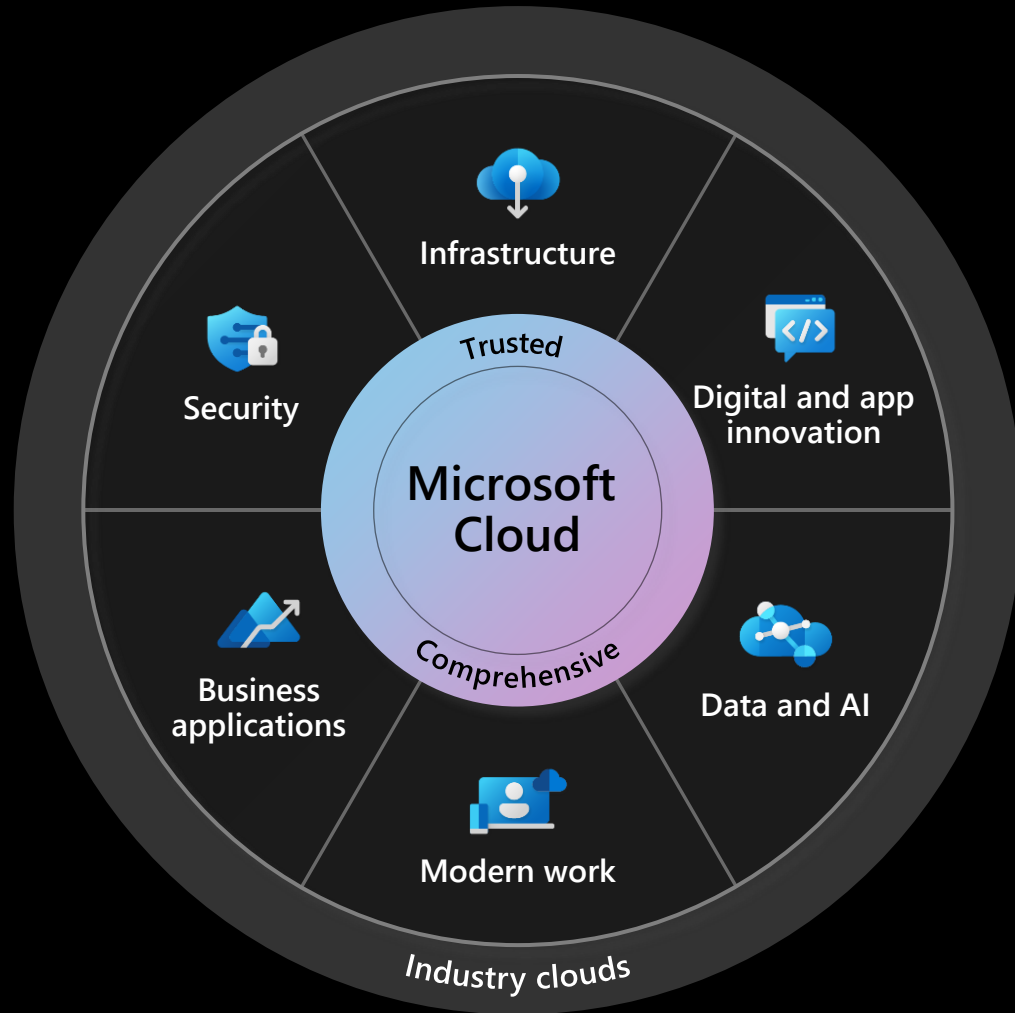 Infrastructure
Digital and app
innovation
Security
Trusted
Microsoft
Cloud
Comprehensive
Business
applications
Data and AI
Modern work
Industry clouds